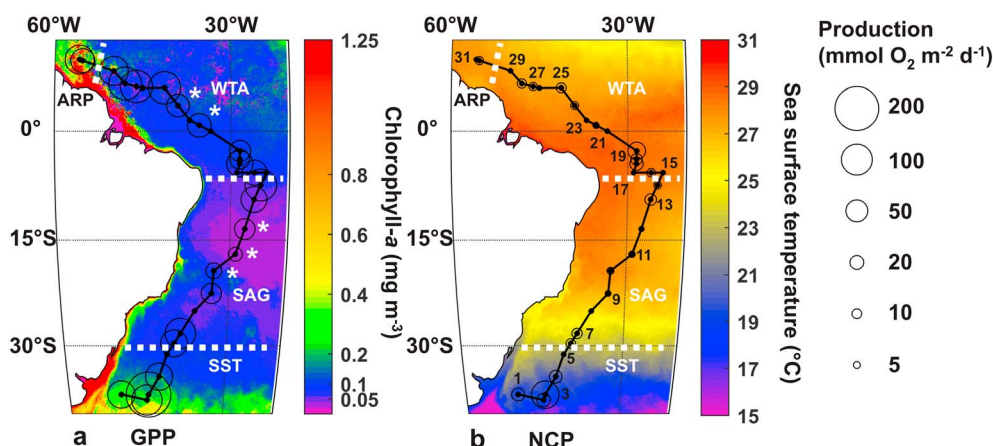 60°W 30°W
ARP
WTA
*
*
0°
15°S
*
*
*
SAG
30°S
SST
a GPP
1.25
0.8
0.6
0.4
0.2
0.1
0.05
Chlorophyll-a (mg m-3)
60°W 30°W
31
29
27
25
WTA
ARP
23
21
0°
19
15
17
13
15°S
11
SAG
9
7
30°S
5
SST
1
3
b NCP
31
29
27
25
23
21
19
17
15
Sea surface temperature (°C)
Production
(mmol O2 m-2 d-1)
200
100
50
20
10
5